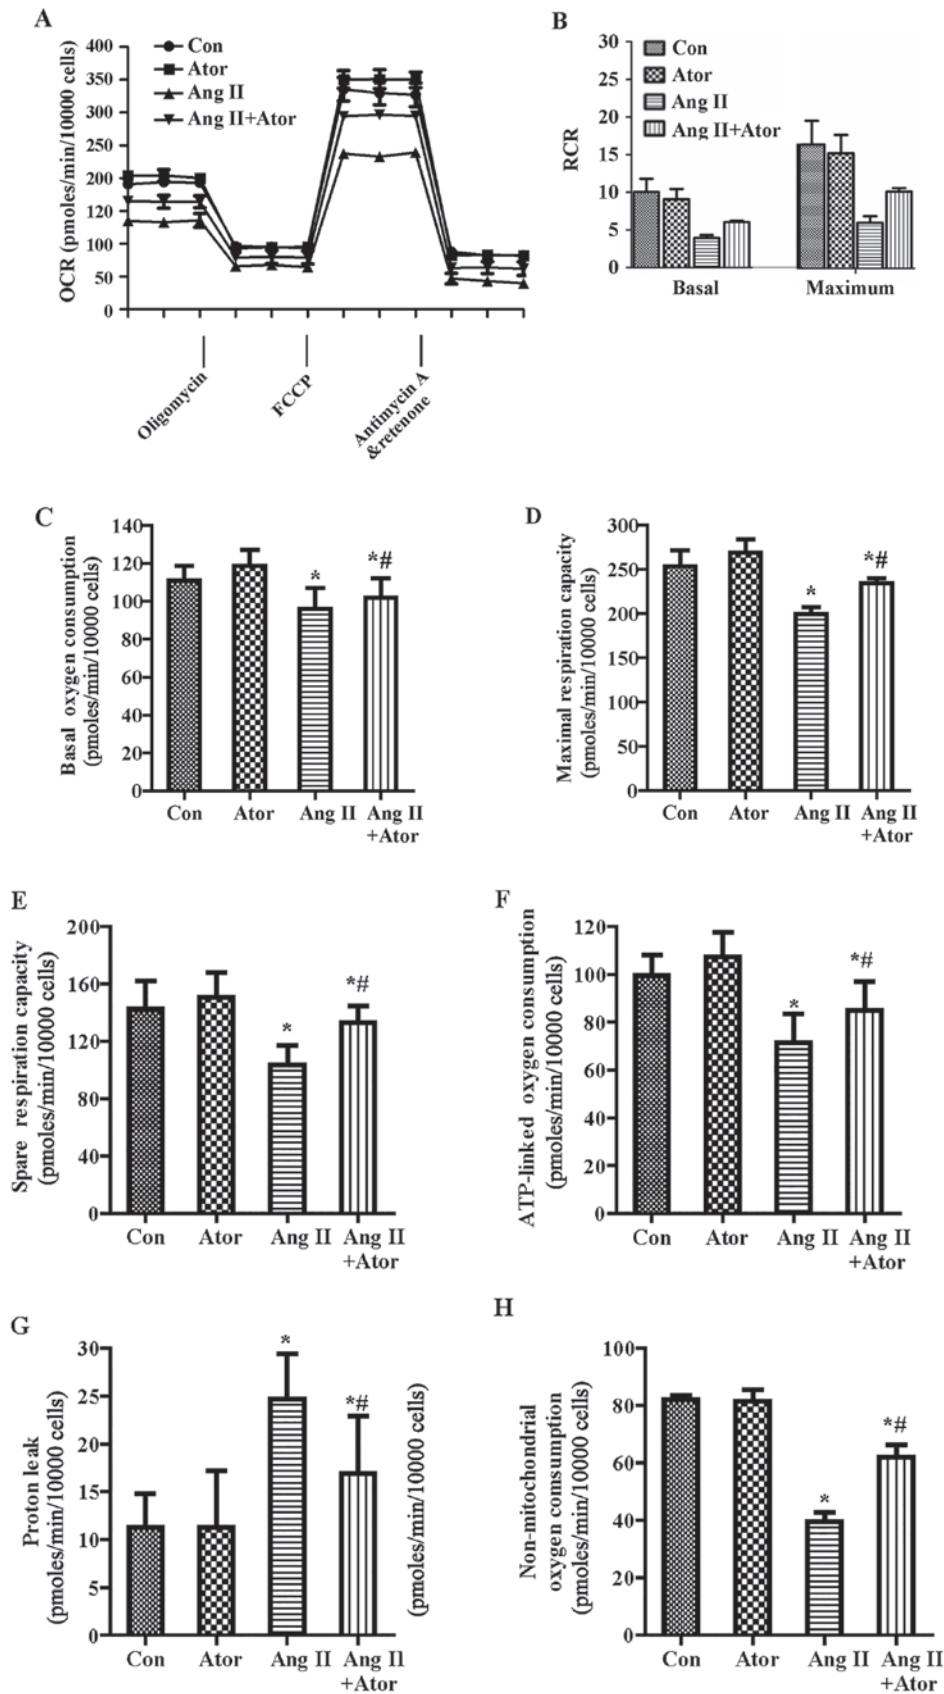 A
OCR (pmoles/min/10000 cells)
400
350
300
250
200
120
100
50
0
Con
Ator
Ang II
Ang II+Ator
Oligomycin
FCCP
Antimycin A
&retenone
B
RCR
30
25
20
15
10
5
0
Con
Ator
Ang II
Ang II+Ator
Basal
Maximum
C
Basal oxygen consumption
(pmoles/min/10000 cells)
140
120
100
80
60
40
20
0
*
*#
Con
Ator
Ang II
Ang II
+Ator
D
Maximal respiration capacity
(pmoles/min/10000 cells)
300
250
200
150
100
50
0
*
*#
Con
Ator
Ang II
Ang II
+Ator
E
Spare respiration capacity
(pmoles/min/10000 cells)
200
160
120
80
40
0
*
*#
Con
Ator
Ang II
Ang II
+Ator
F
ATP-linked oxygen consumption
(pmoles/min/10000 cells)
120
100
80
60
40
20
0
*
*#
Con
Ator
Ang II
Ang II
+Ator
G
Proton leak
(pmoles/min/10000 cells)
30
25
20
15
10
5
0
*
*#
Con
Ator
Ang II
Ang Il
+Ator
(pmoles/min/10000 cells)
H
Non-mitochondrial
oxygen comsumption
(pmoles/min/10000 cells)
100
80
60
40
20
0
*
*#
Con
Ator
Ang II
Ang II
+Ator